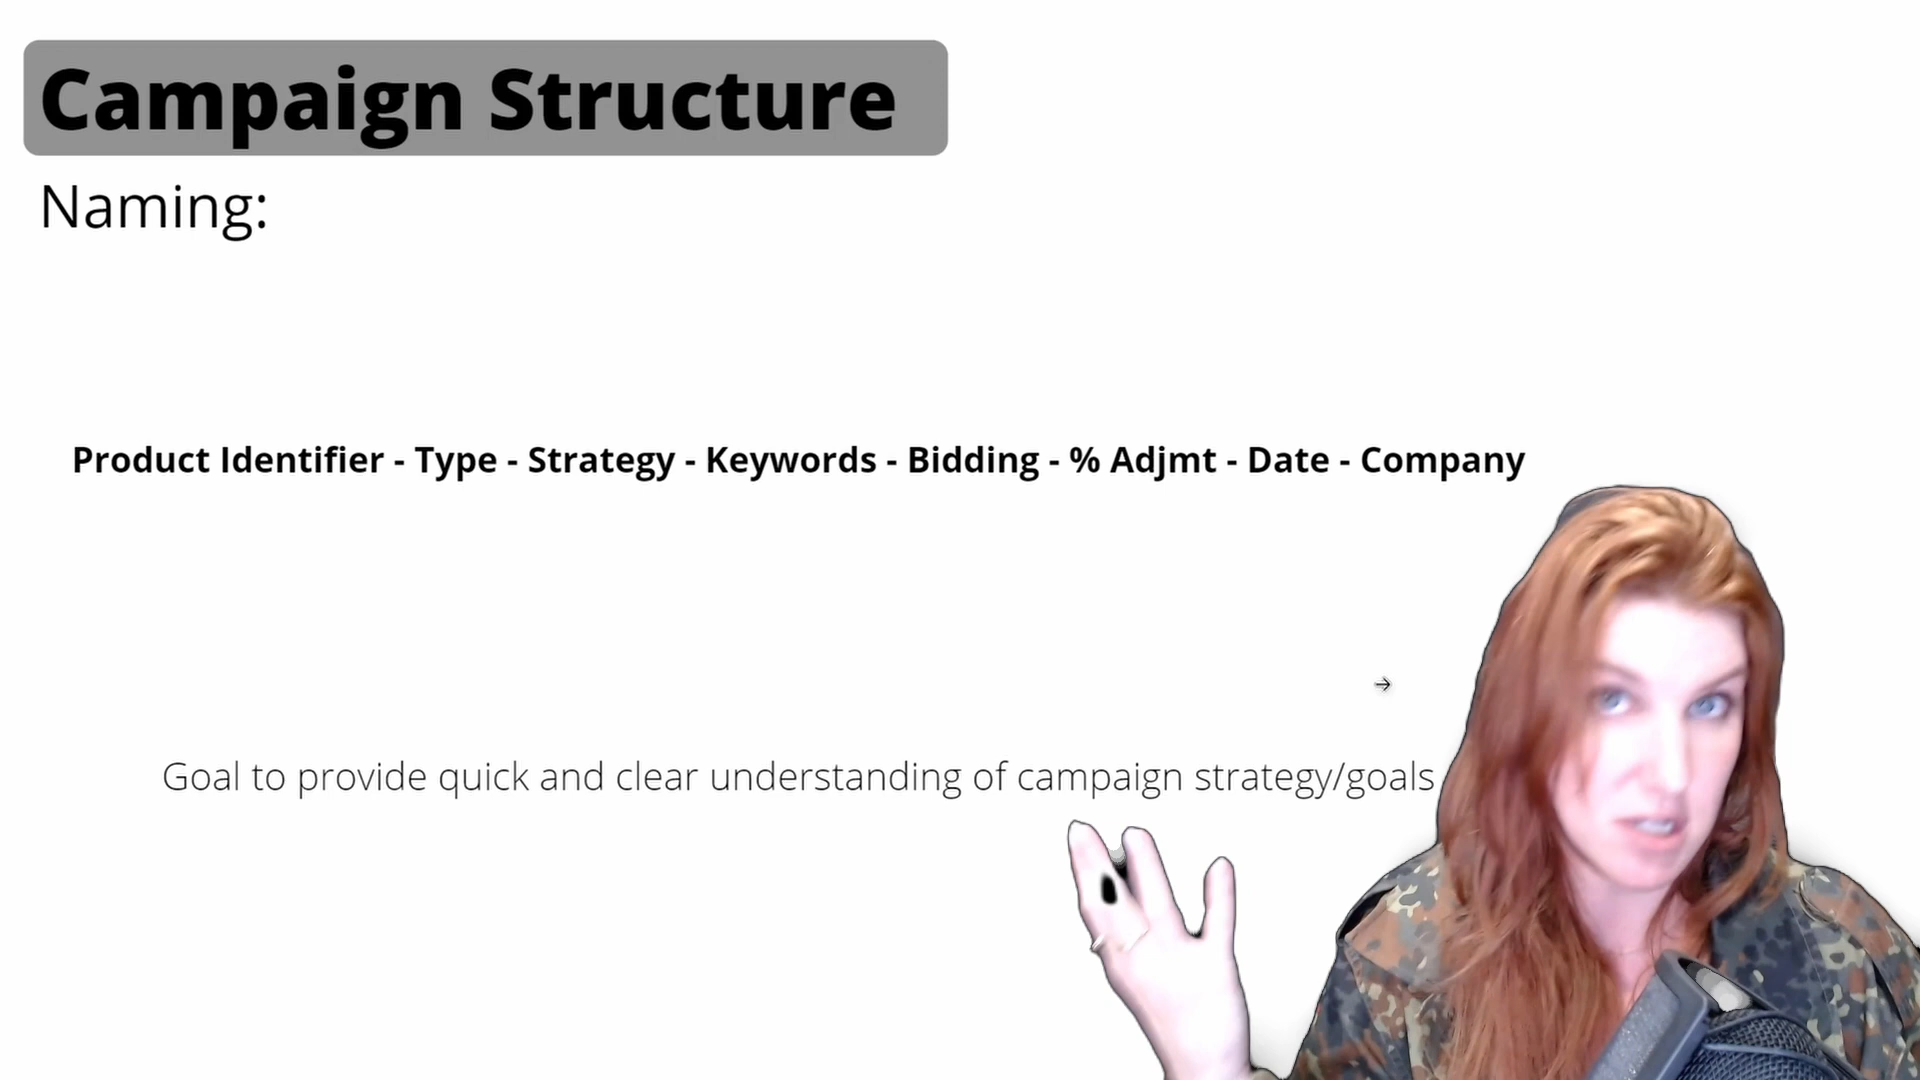 Campaign Structure
Naming:
Product Identifier - Type - Strategy - Keywords - Bidding - % Adjmt - Date - Company
Goal to provide quick and clear understanding of campaign strategy/goals